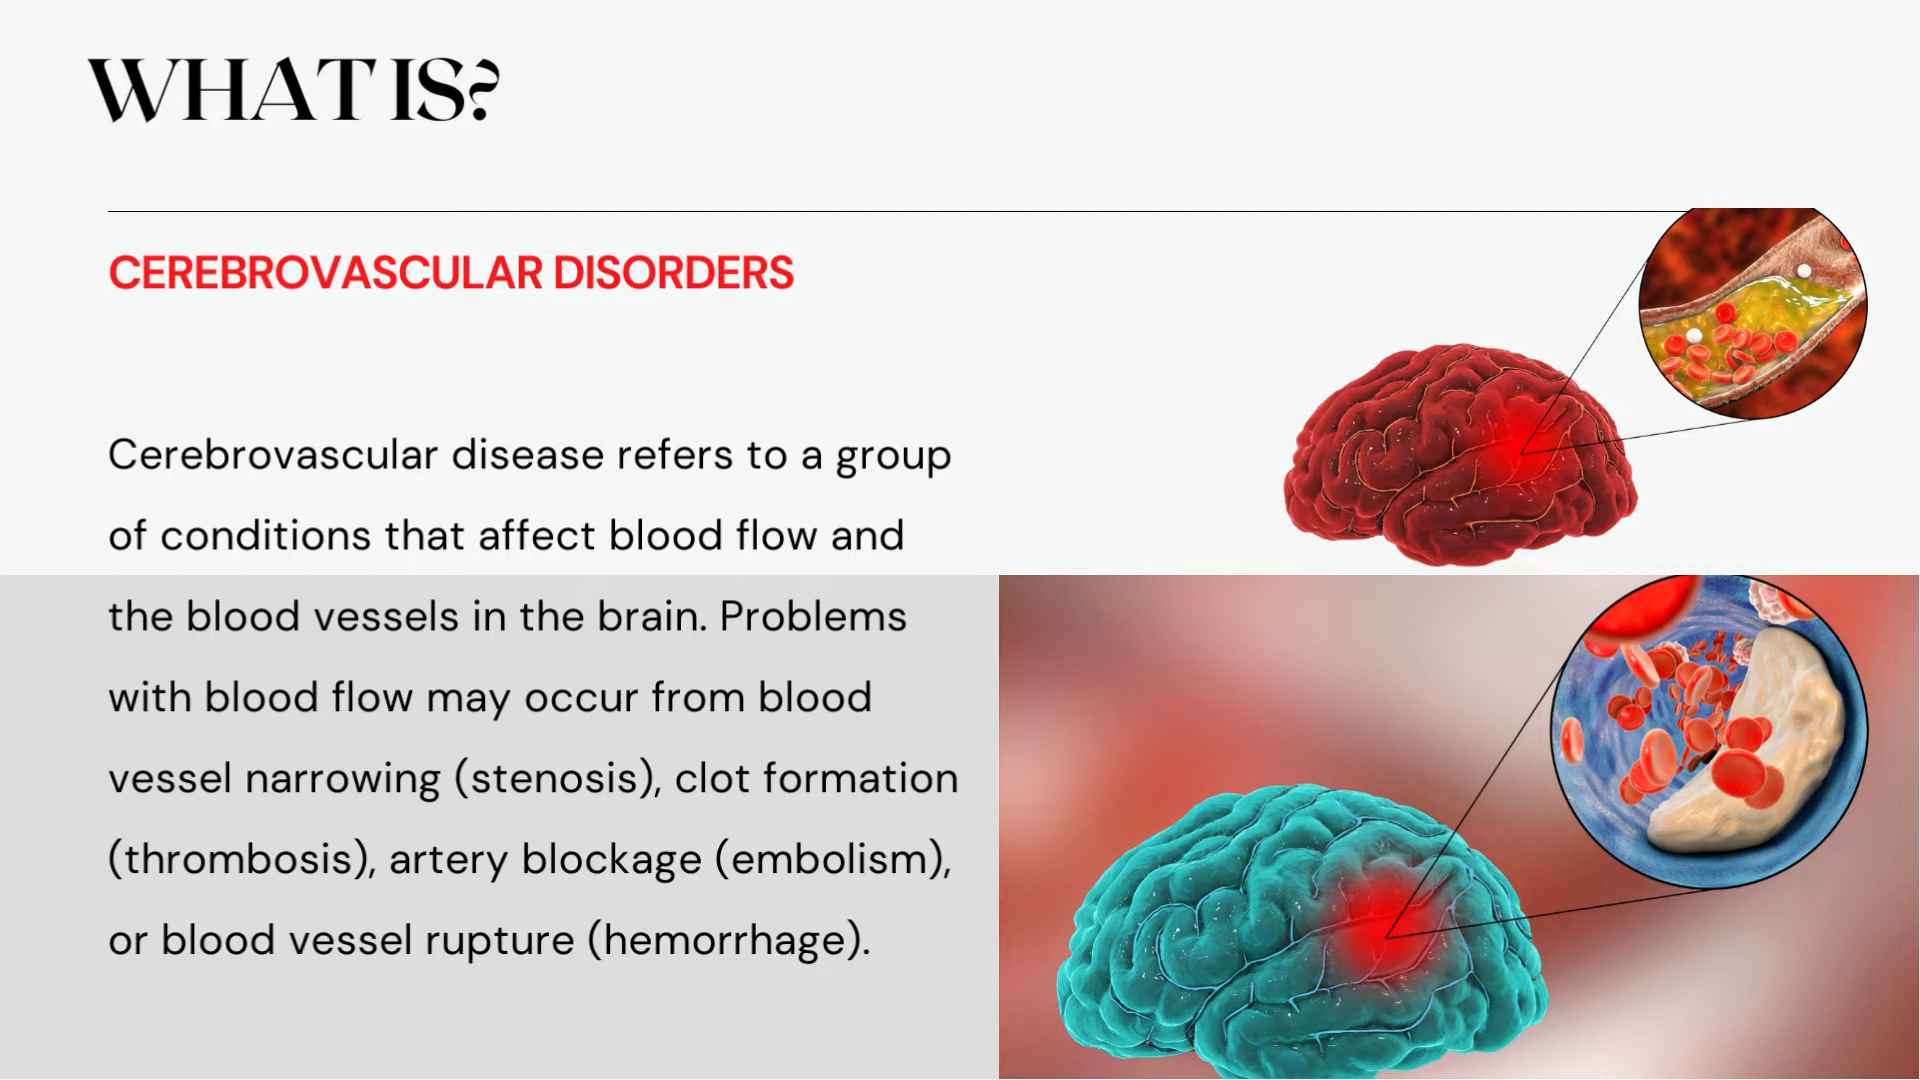 WHAT IS?
CEREBROVASCULAR DISORDERS
Cerebrovascular disease refers to a group
of conditions that affect blood flow and
the blood vessels in the brain. Problems
with blood flow may occur from blood
vessel narrowing (stenosis), clot formation
(thrombosis), artery blockage (embolism),
or blood vessel rupture (hemorrhage).